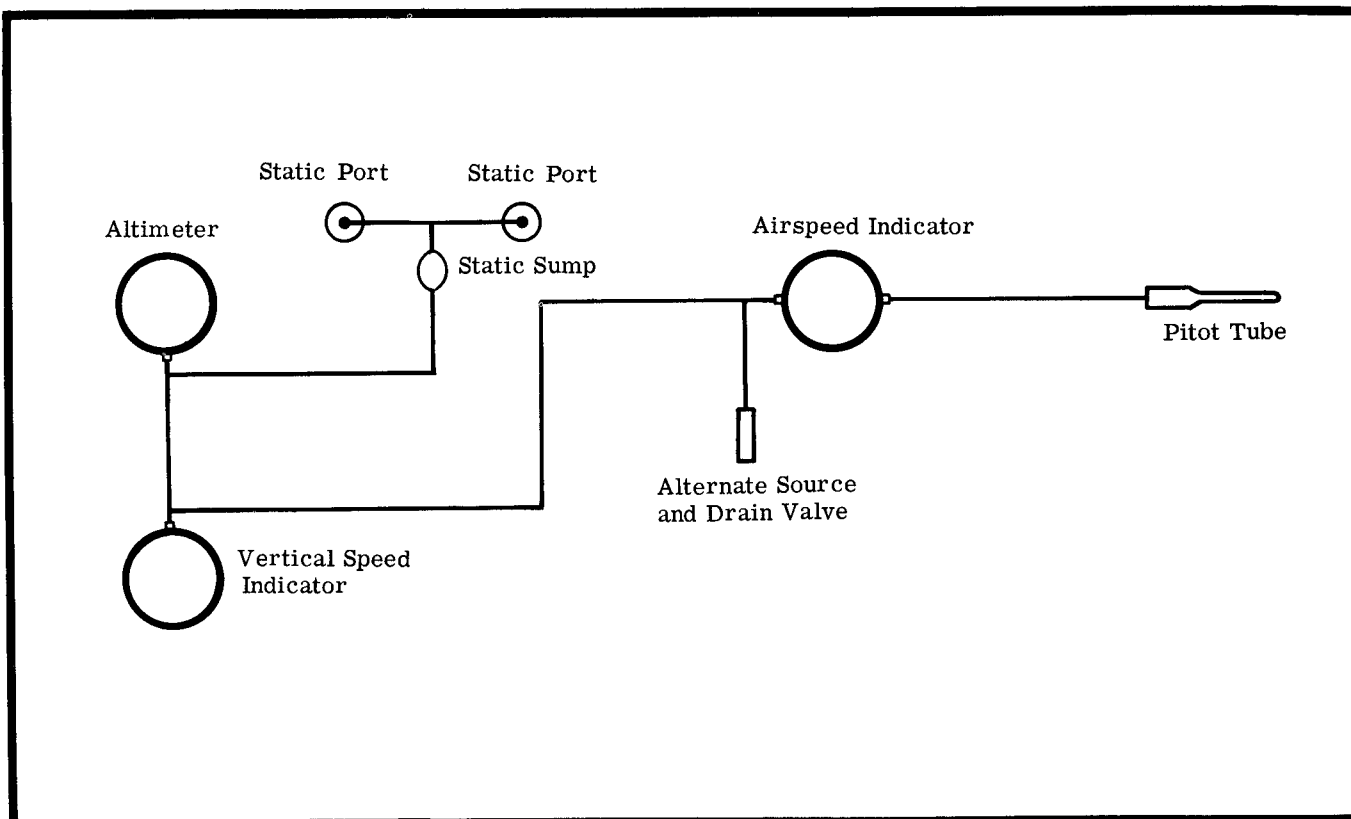 Static Port
Static Port
Altimeter
Airspeed Indicator
Static Sump
Pitot Tube
Alternate Source
and Drain Valve
Vertical Speed
Indicator